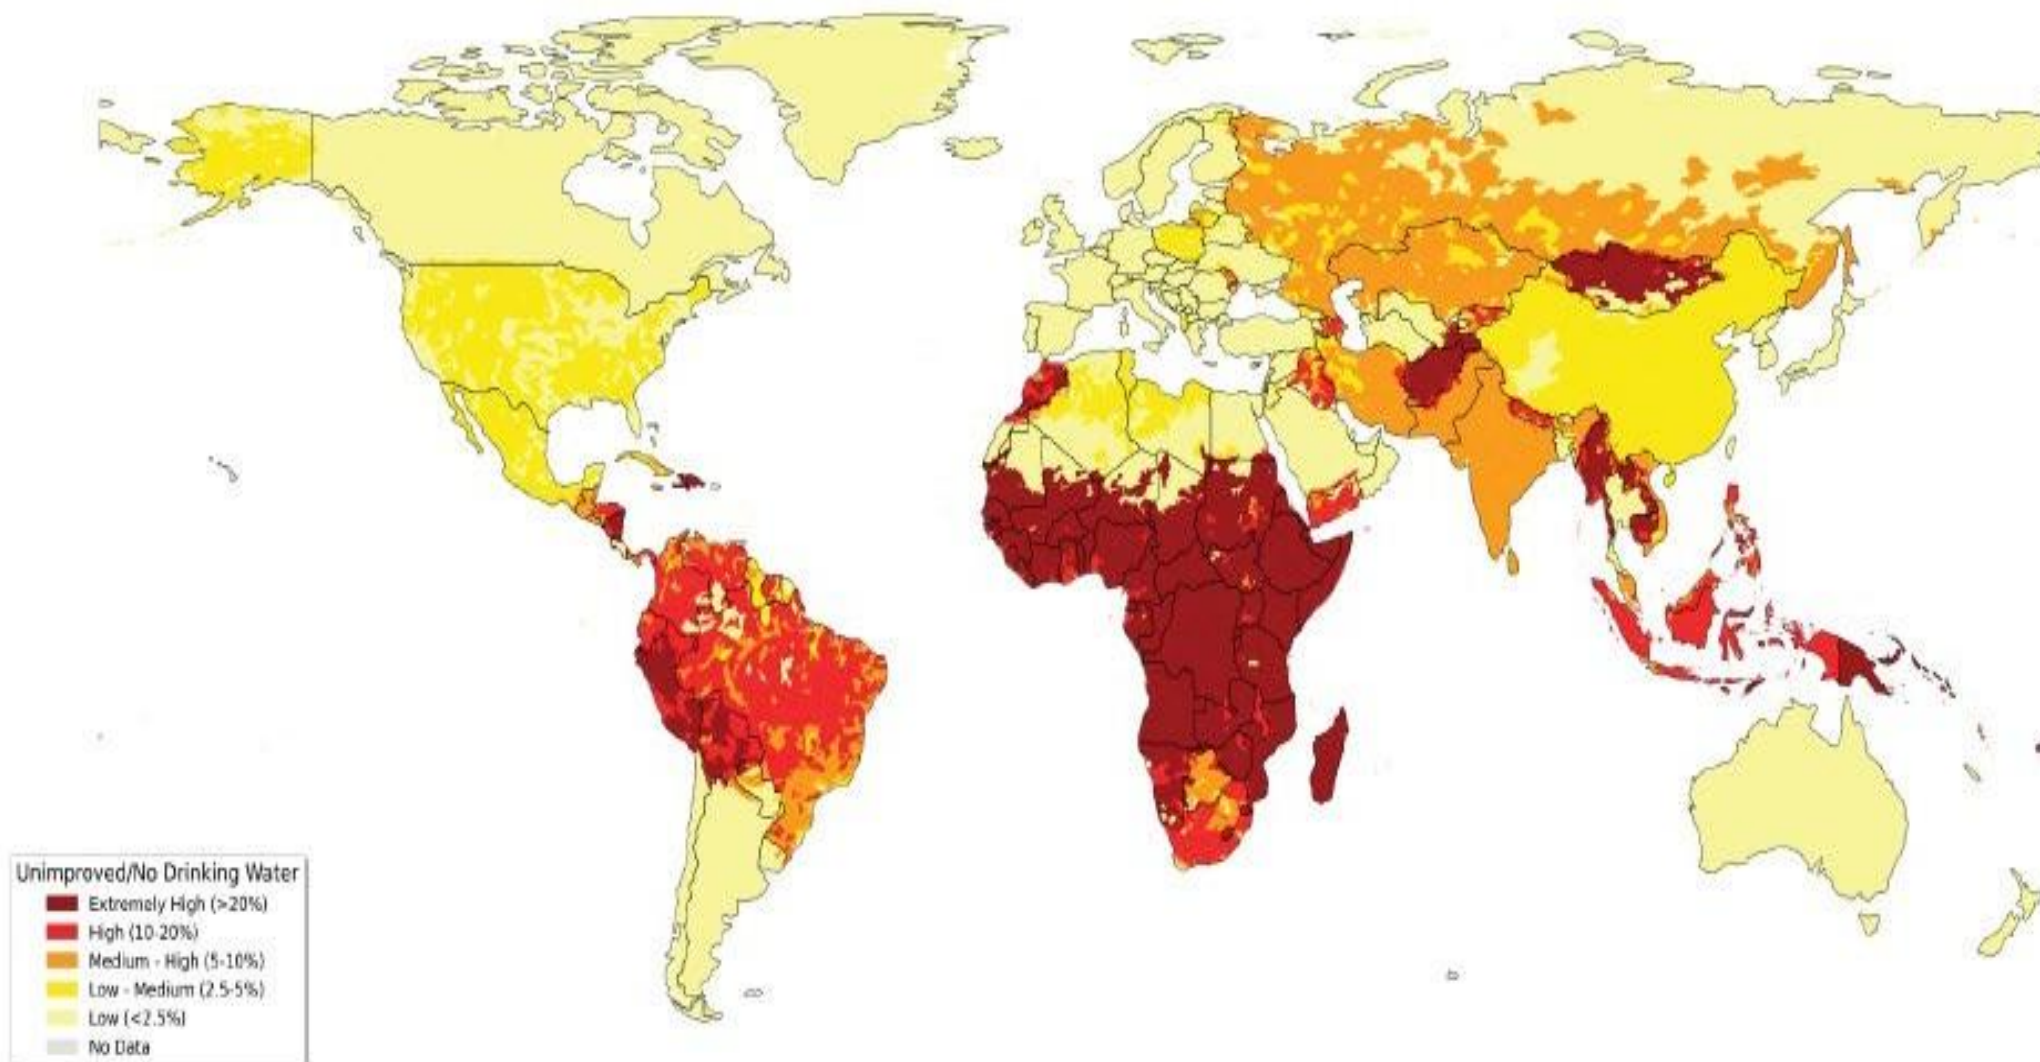 Unimproved/No Drinking Water
Extremely High (>20%)
High (10-20%)
Medium - High (5-10%)
Low - Medium (2.5-5%)
Low (<2.5%)
No Data